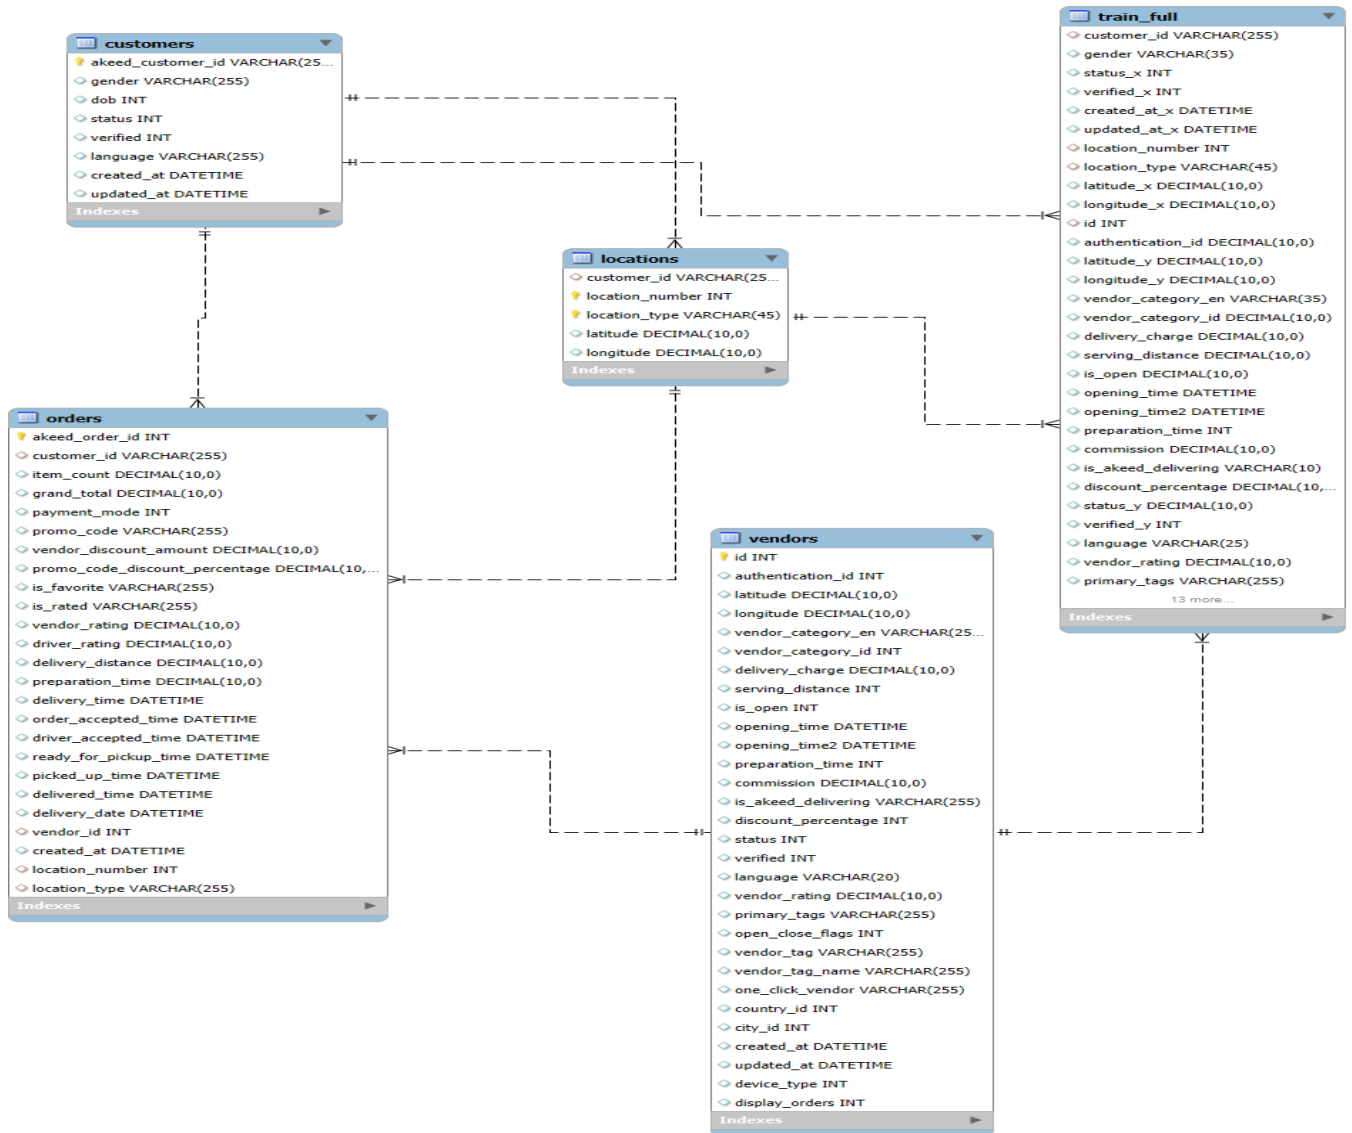 customers
akeed_customer_id VARCHAR(25...
gender VARCHAR(255)
dob INT
status INT
verified INT
language VARCHAR(255)
created_at DATETIME
updated_at DATETIME
Indexes
train_full
customer_id VARCHAR(255)
gender VARCHAR(35)
status_x INT
verified_x INT
created_at_x DATETIME
updated_at_x DATETIME
location_number INT
location_type VARCHAR(45)
latitude_x DECIMAL(10,0)
longitude_x DECIMAL(10,0)
id INT
authentication_id DECIMAL(10,0)
latitude_y DECIMAL(10,0)
longitude_y DECIMAL(10,0)
vendor_category_en VARCHAR(35)
vendor_category_id DECIMAL(10,0)
delivery_charge DECIMAL(10,0)
serving_distance DECIMAL(10,0)
is_open DECIMAL(10,0)
opening_time DATETIME
opening_time2 DATETIME
preparation_time INT
commission DECIMAL(10,0)
is_akeed_delivering VARCHAR(10)
discount_percentage DECIMAL(10,...
status_y DECIMAL(10,0)
verified_y INT
language VARCHAR(25)
vendor_rating DECIMAL(10,0)
primary_tags VARCHAR(255)
13 more...
Indexes
locations
customer_id VARCHAR(25...
location_number INT
location_type VARCHAR(45)
latitude DECIMAL(10,0)
longitude DECIMAL(10,0)
Indexes
orders
akeed_order_id INT
customer_id VARCHAR(255)
item_count DECIMAL(10,0)
grand_total DECIMAL(10,0)
payment_mode INT
promo_code VARCHAR(255)
vendor_discount_amount DECIMAL(10,0)
promo_code_discount_percentage DECIMAL(10,...
is_favorite VARCHAR(255)
is_rated VARCHAR(255)
vendor_rating DECIMAL(10,0)
driver_rating DECIMAL(10,0)
delivery_distance DECIMAL(10,0)
preparation_time DECIMAL(10,0)
delivery_time DATETIME
order_accepted_time DATETIME
driver_accepted_time DATETIME
ready_for_pickup_time DATETIME
picked_up_time DATETIME
delivered_time DATETIME
delivery_date DATETIME
vendor_id INT
created_at DATETIME
location_number INT
location_type VARCHAR(255)
Indexes
vendors
id INT
authentication_id INT
latitude DECIMAL(10,0)
longitude DECIMAL(10,0)
vendor_category_en VARCHAR(25...
vendor_category_id INT
delivery_charge DECIMAL(10,0)
serving_distance INT
is_open INT
opening_time DATETIME
opening_time2 DATETIME
preparation_time INT
commission DECIMAL(10,0)
is_akeed_delivering VARCHAR(255)
discount_percentage INT
status INT
verified INT
language VARCHAR(20)
vendor_rating DECIMAL(10,0)
primary_tags VARCHAR(255)
open_close_flags INT
vendor_tag VARCHAR(255)
vendor_tag_name VARCHAR(255)
one_click_vendor VARCHAR(255)
country_id INT
city_id INT
created_at DATETIME
updated_at DATETIME
device_type INT
display_orders INT
Indexes